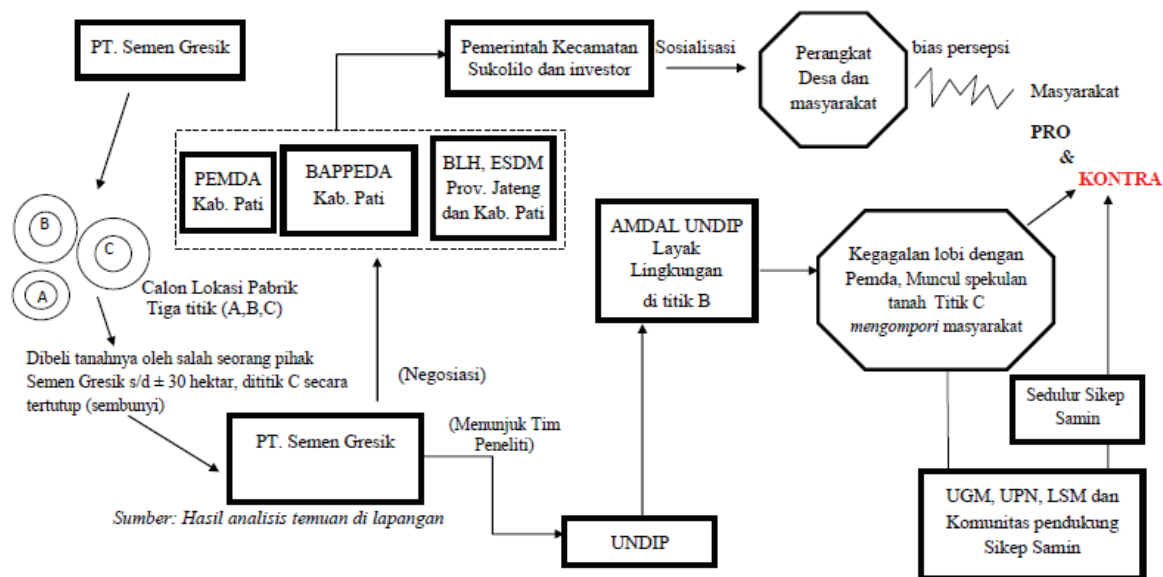 PT. Semen Gresik
B
C
A
Calon Lokasi Pabrik
Tiga titik (A,B,C)
Dibeli tanahnya oleh salah seorang pihak
Semen Gresik s/d ± 30 hektar, dititik C secara
tertutup (sembunyi)
PT. Semen Gresik
Sumber: Hasil analisis temuan di lapangan
(Negosiasi)
(Menunjuk Tim
Peneliti)
UNDIP
PEMDA
Kab. Pati
BAPPEDA
Kab. Pati
BLH, ESDM
Prov. Jateng
dan Kab. Pati
Pemerintah Kecamatan
Sukolilo dan investor
Sosialisasi
Perangkat
Desa dan
masyarakat
bias persepsi
Masyarakat
PRO
&
KONTRA
AMDAL UNDIP
Layak
Lingkungan
di titik B
Kegagalan lobi dengan
Pemda, Muncul spekulan
tanah Titik C
mengompori masyarakat
Sedulur Sikep
Samin
UGM, UPN, LSM dan
Komunitas pendukung
Sikep Samin